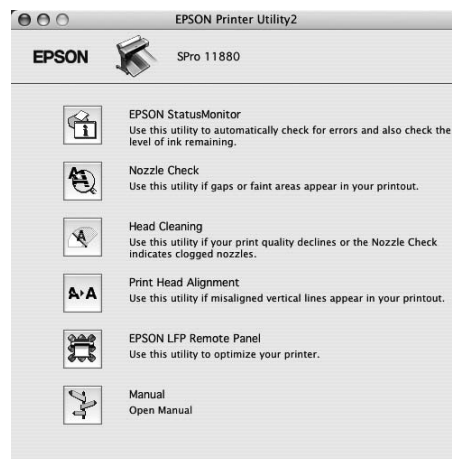 EPSON Printer Utility2
EPSON
SPro 11880
EPSON StatusMonitor
Use this utility to automatically check for errors and also check the
level of ink remaining.
Nozzle Check
Use this utility if gaps or faint areas appear in your printout.
Head Cleaning
Use this utility if your print quality declines or the Nozzle Check
indicates clogged nozzles.
Print Head Alignment
Use this utility if misaligned vertical lines appear in your printout.
EPSON LFP Remote Panel
Use this utility to optimize your printer.
Manual
Open Manual